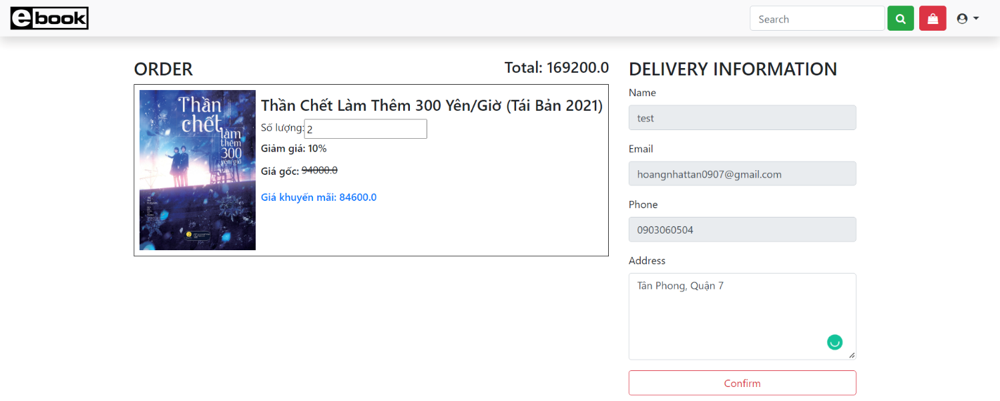 ebook
Search
ORDER
Total: 169200.0
Thần
chết
làm
thêm
300
yên/giờ
Thần Chết Làm Thêm 300 Yên/Giờ (Tái Bản 2021)
Số lượng:2
Giảm giá: 10%
Giá gốc: 94000.0
Giá khuyến mãi: 84600.0
DELIVERY INFORMATION
Name
test
Email
hoangnhattan0907@gmail.com
Phone
0903060504
Address
Tân Phong, Quận 7
Confirm